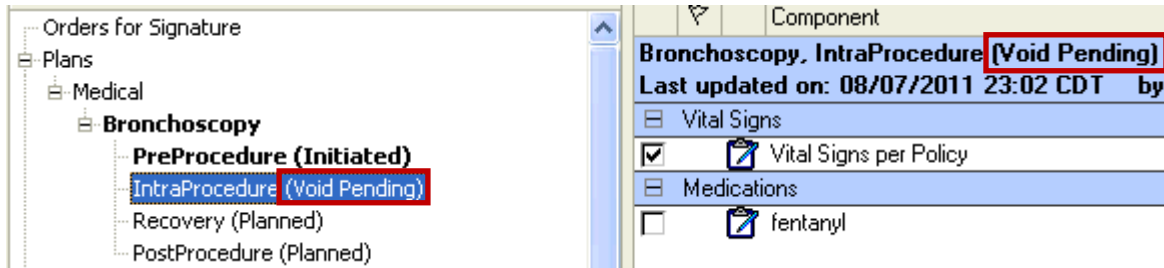 Orders for Signature
Plans
Medical
Bronchoscopy
PreProcedure (Initiated)
IntraProcedure (Void Pending)
Recovery (Planned)
PostProcedure (Planned)
Component
Bronchoscopy, IntraProcedure (Void Pending)
Last updated on: 08/07/2011 23:02 CDT by
Vital Signs
Vital Signs per Policy
Medications
fentanyl